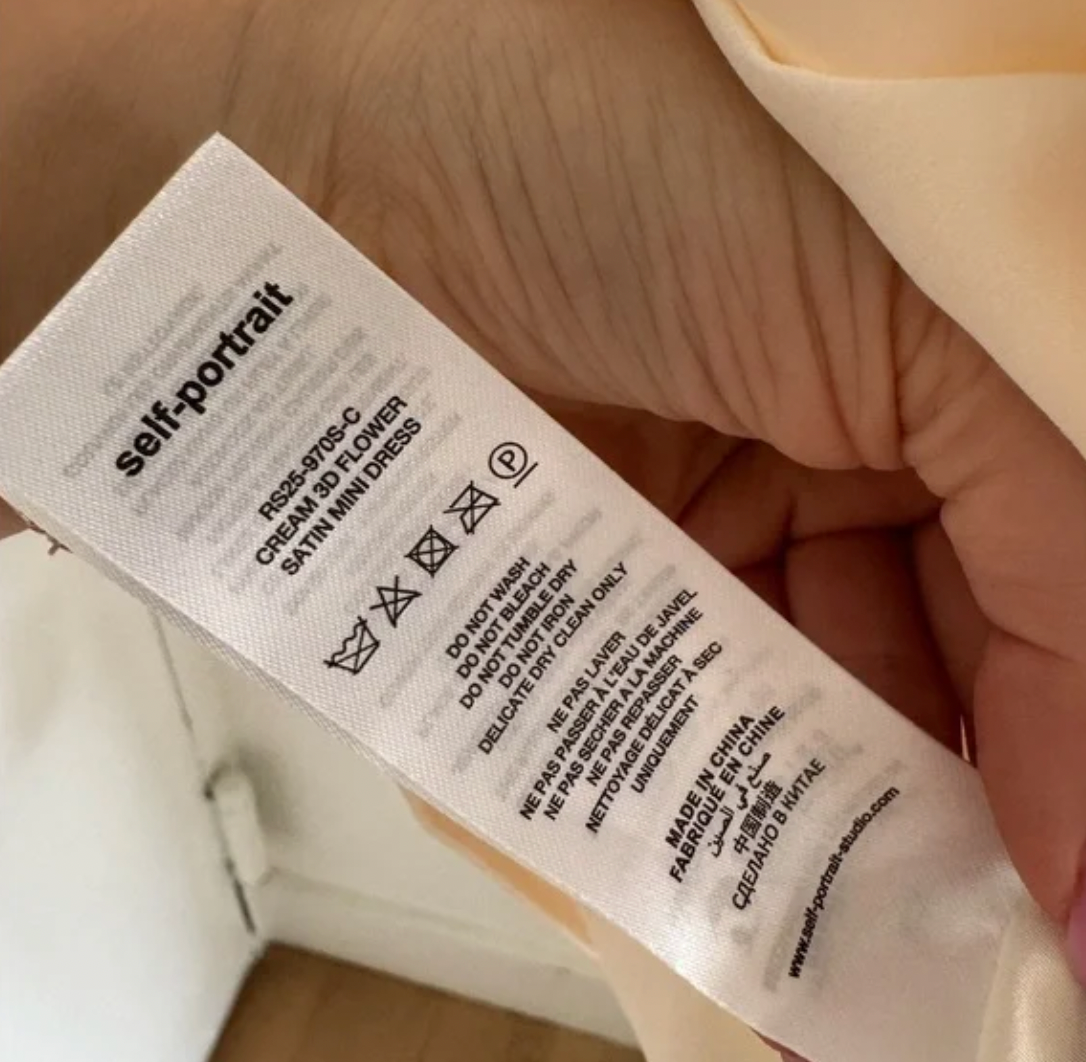 self-portrait
RS25-970S-C
CREAM 3D FLOWER
SATIN MINI DRESS
P
DO NOT WASH
DO NOT BLEACH
DO NOT TUMBLE DRY
DO NOT IRON
DELICATE DRY CLEAN ONLY
NE PAS LAVER
NE PAS PASSER À L'EAU DE JAVEL
NE PAS SECHER A LA MACHINE
NE PAS REPASSER
NETTOYAGE DÉLICAT À SEC
UNIQUEMENT
MADE IN CHINA
FABRIQUE EN CHINE
صنع في الصين
中国制造
СДЕЛАНО В КИТАЕ
www.self-portrait-studio.com